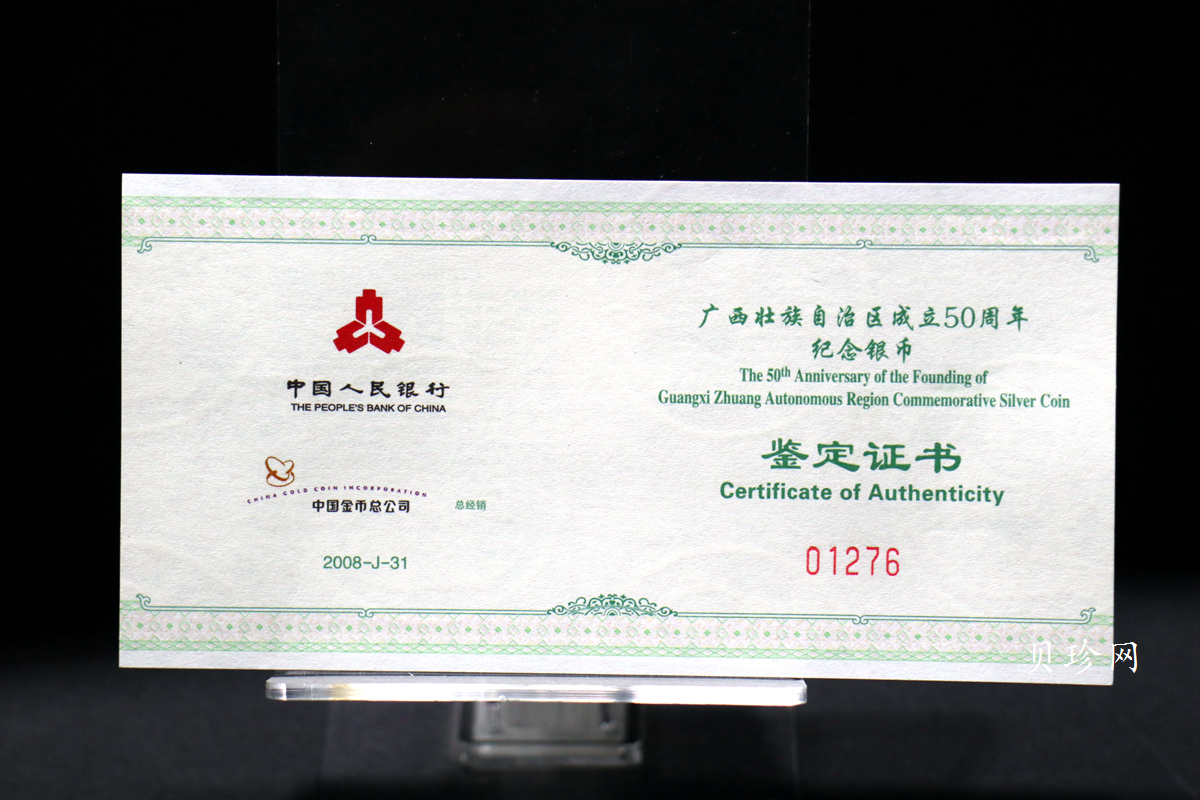 中国人民银行
THE PEOPLE'S BANK OF CHINA
CHINA GOLD COIN INCORPORATION
中国金币总公司 总经销
2008-J-31
广西壮族自治区成立50周年
纪念银币
The 50th Anniversary of the Founding of
Guangxi Zhuang Autonomous Region Commemorative Silver Coin
鉴定证书
Certificate of Authenticity
01276
贝珍网